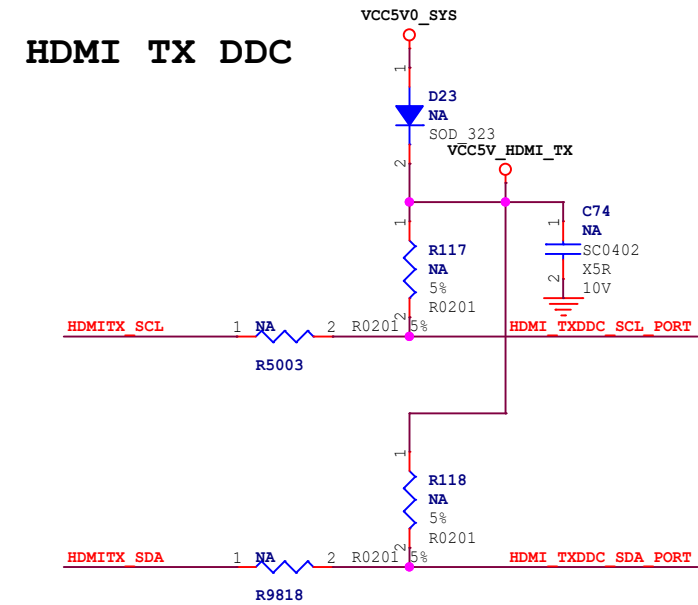 VCC5V0_SYS
HDMI TX DDC
1
D23
NA
SOD_323
2
VCC5V_HDMI_TX
1
R117
NA
5%
R0201
2
1
C74
NA
SC0402
X5R
10V
2
HDMITX_SCL
1 NA 2 R0201 5%
R5003
HDMI_TXDDC_SCL_PORT
1
R118
NA
5%
R0201
2
HDMITX_SDA
1 NA 2 R0201 5%
R9818
HDMI_TXDDC_SDA_PORT